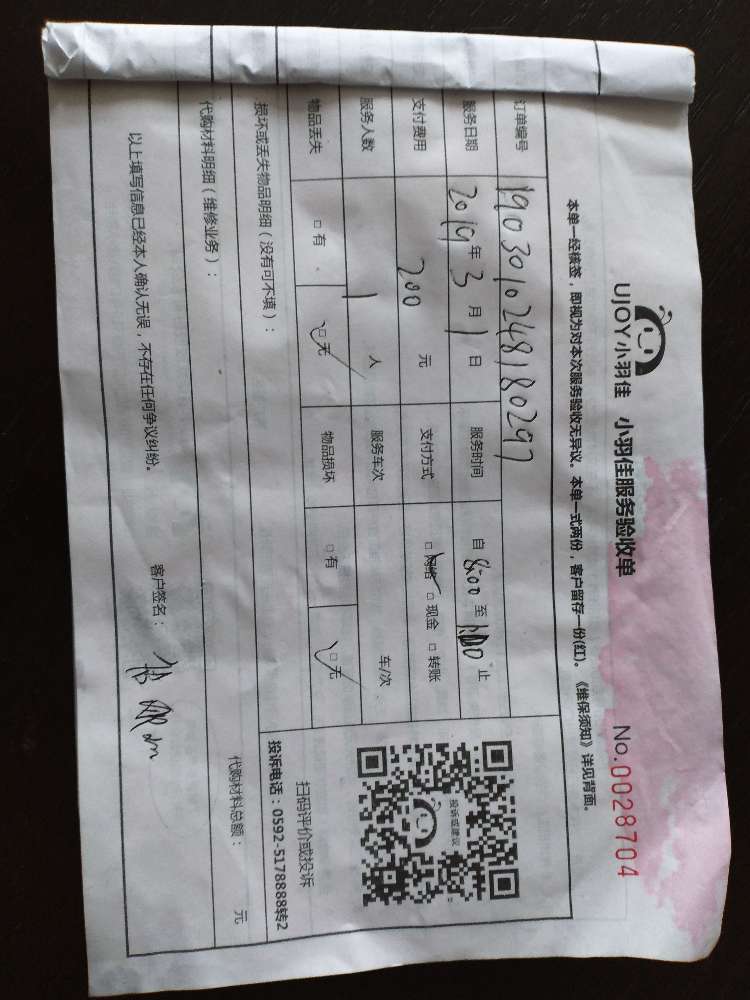 UJOY小羽佳 小羽佳服务验收单 No.0028704
本单一经核签，即视为对本次服务验收无异议。本单一式两份，客户留存一份(红)。《维保须知》详见背面。
订单编号 1903010248180297
服务日期 2019年3月1日 服务时间 自8:00至 止
支付费用 200元 支付方式 □网络 □现金 □转账
服务人数 1人 服务车次 车/次
物品丢失 □有 □无 物品损坏 □有 □无
投诉或建议
扫码评价或投诉
投诉电话：0592-5178888转2
损坏或丢失物品明细（没有可不填）：
代购材料明细（维修业务）： 代购材料总额： 元
以上填写信息已经本人确认无误，不存在任何争议纠纷。 客户签名：